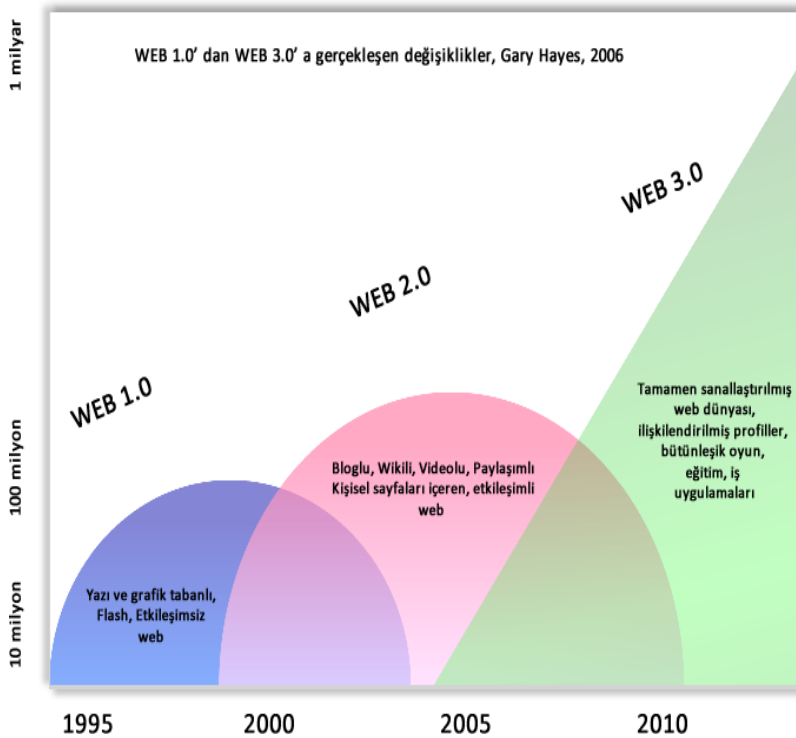 1 milyar
WEB 1.0' dan WEB 3.0' a gerçekleşen değişiklikler, Gary Hayes, 2006
WEB 3.0
WEB 2.0
WEB 1.0
Tamamen sanallaştırılmış
web dünyası,
ilişkilendirilmiş profiller,
bütünleşik oyun,
eğitim, iş
uygulamaları
100 milyon
Bloglu, Wikili, Videolu, Paylaşımlı
Kişisel sayfaları içeren, etkileşimli
web
10 milyon
Yazı ve grafik tabanlı,
Flash, Etkileşimsiz
web
1995 2000 2005 2010